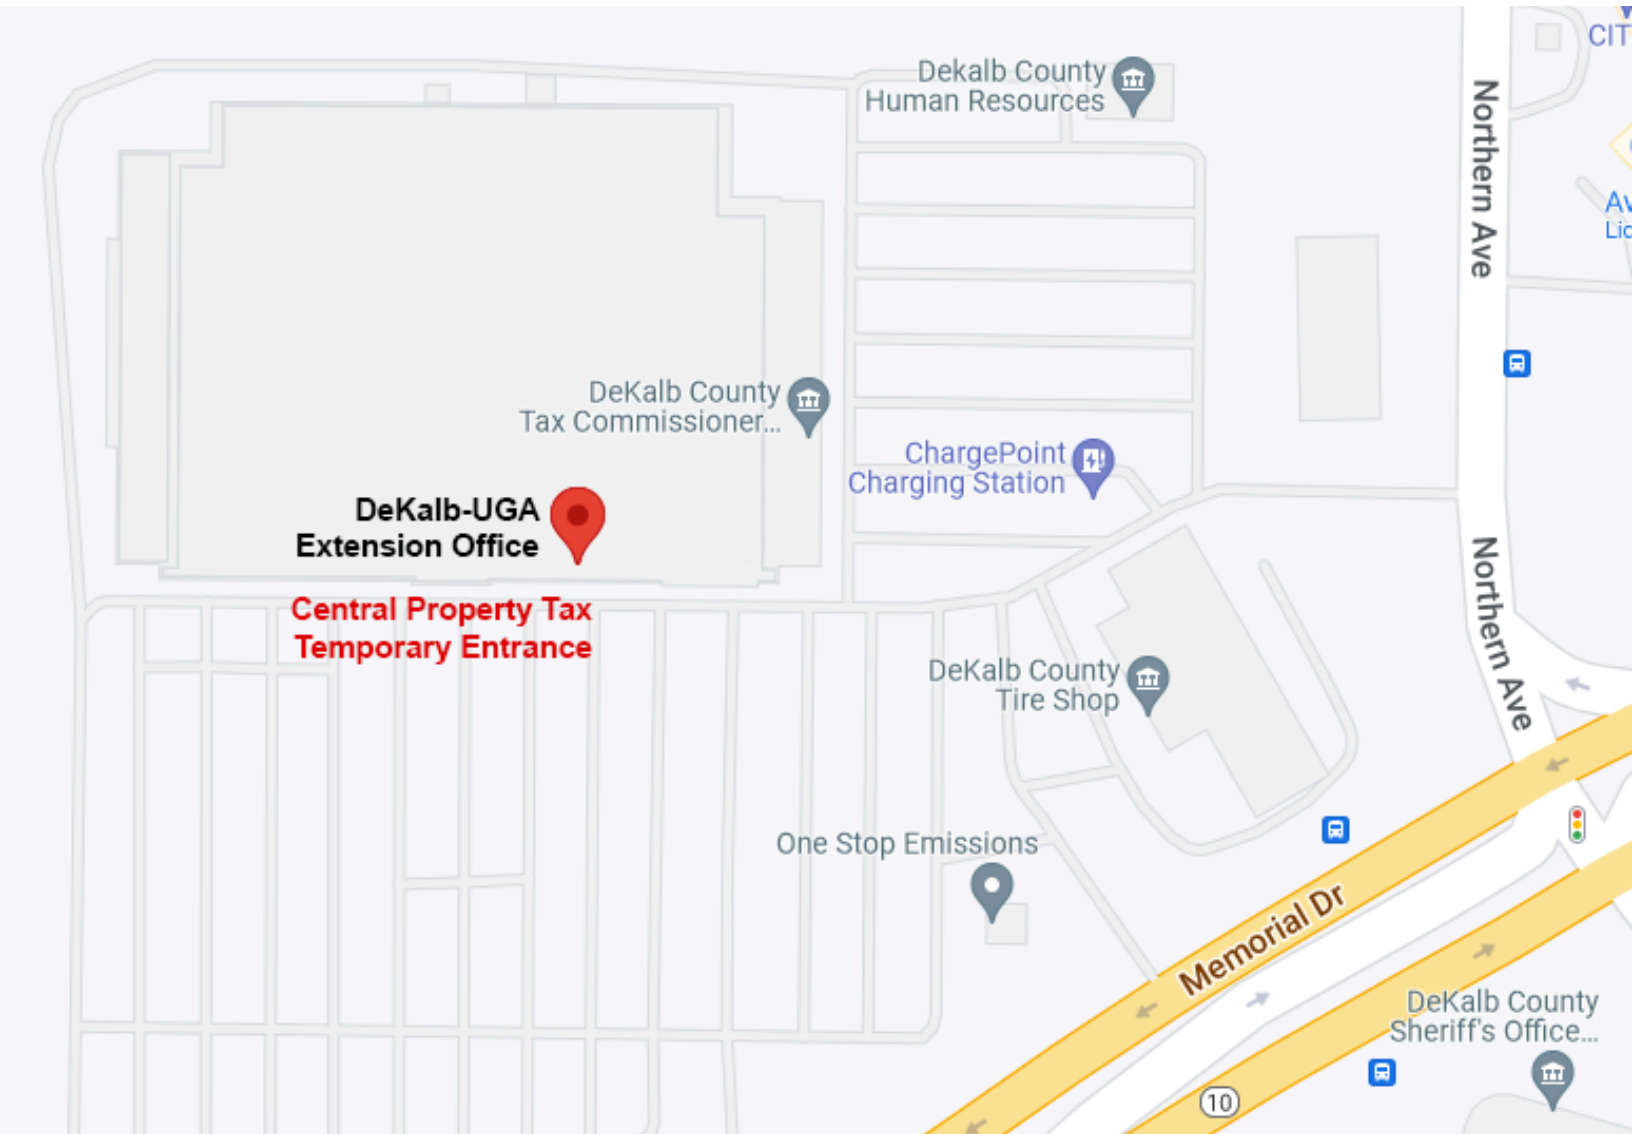 Dekalb County
Human Resources
CIT
Northern Ave
Av
Lic
DeKalb County
Tax Commissioner...
ChargePoint
Charging Station
DeKalb-UGA
Extension Office
Central Property Tax
Temporary Entrance
Northern Ave
DeKalb County
Tire Shop
One Stop Emissions
Memorial Dr
DeKalb County
Sheriff's Office...
10